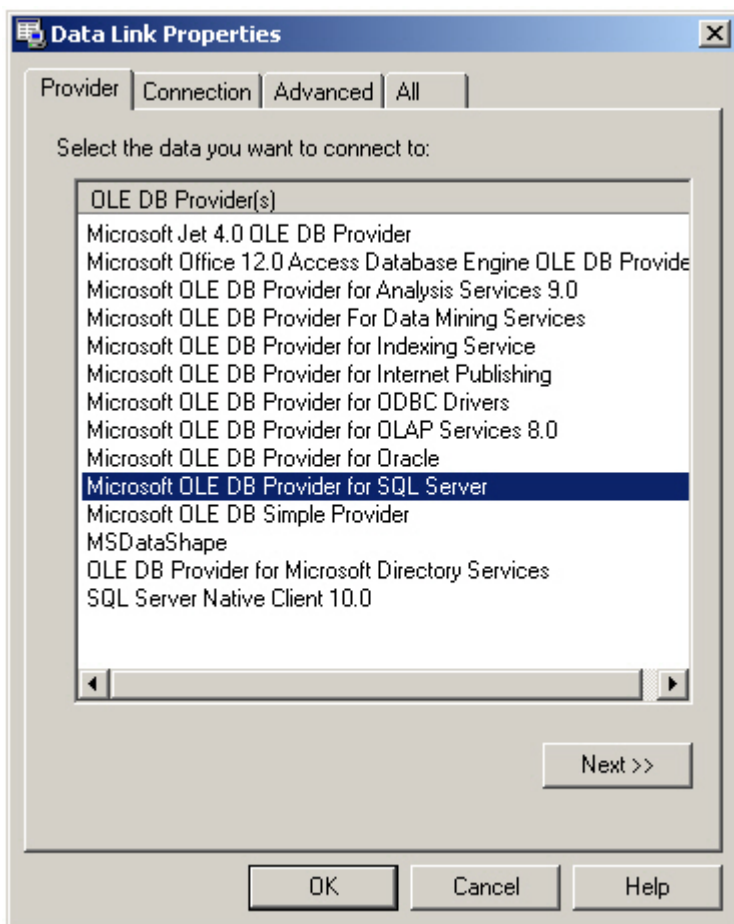 Data Link Properties
Provider Connection Advanced All
Select the data you want to connect to:
OLE DB Provider(s)
Microsoft Jet 4.0 OLE DB Provider
Microsoft Office 12.0 Access Database Engine OLE DB Provide
Microsoft OLE DB Provider for Analysis Services 9.0
Microsoft OLE DB Provider For Data Mining Services
Microsoft OLE DB Provider for Indexing Service
Microsoft OLE DB Provider for Internet Publishing
Microsoft OLE DB Provider for ODBC Drivers
Microsoft OLE DB Provider for OLAP Services 8.0
Microsoft OLE DB Provider for Oracle
Microsoft OLE DB Provider for SQL Server
Microsoft OLE DB Simple Provider
MSDataShape
OLE DB Provider for Microsoft Directory Services
SQL Server Native Client 10.0
Next >>
OK Cancel Help